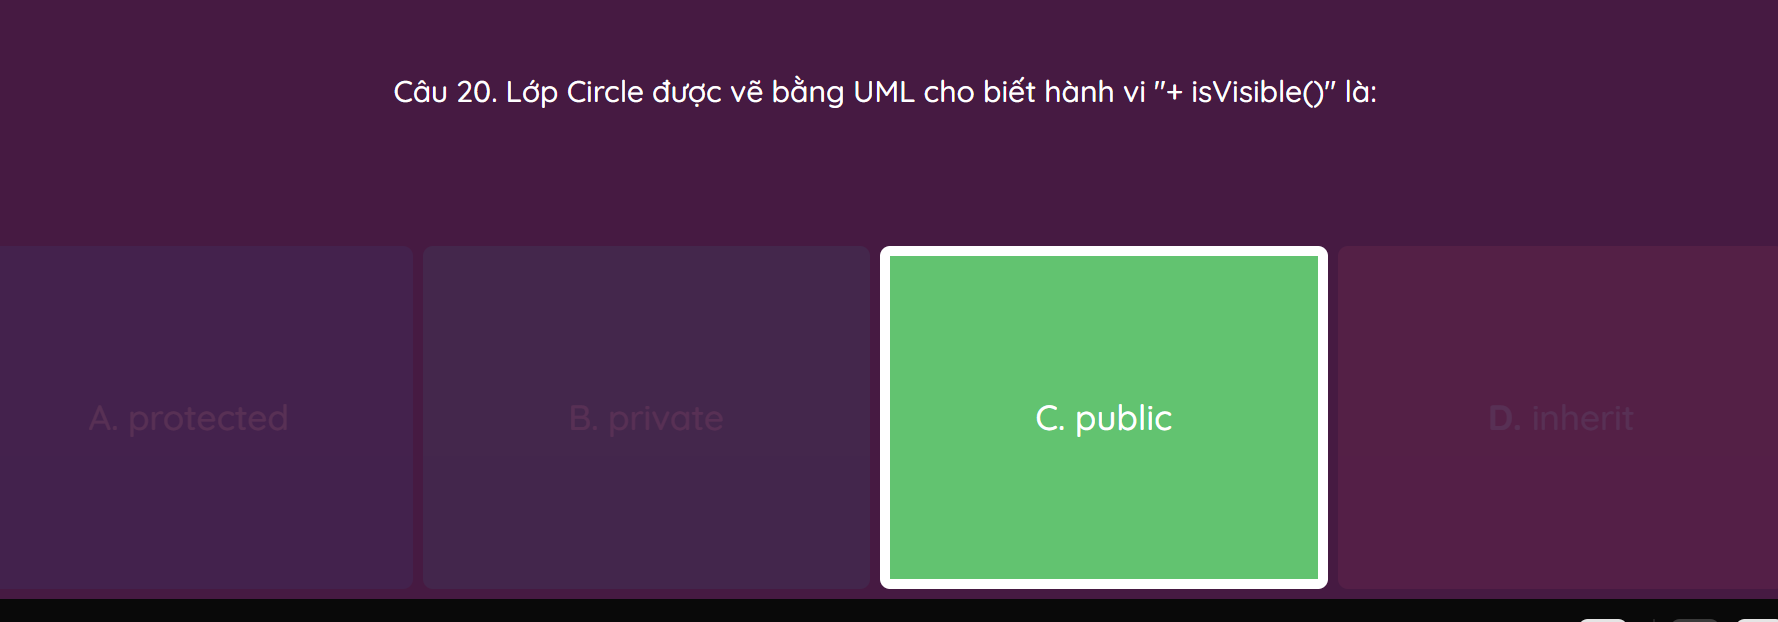 Câu 20. Lớp Circle được vẽ bằng UML cho biết hành vi "+ isVisible()" là:
A. protected
B. private
C. public
D. inherit